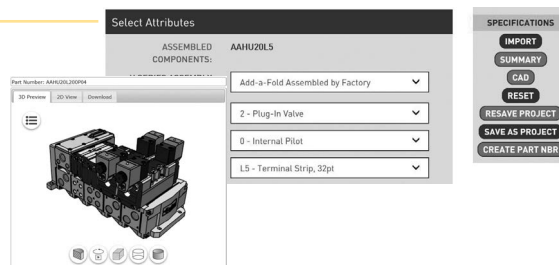 Select Attributes
ASSEMBLED COMPONENTS:
AAHU20L5
Add-a-Fold Assembled by Factory
2 - Plug-In Valve
0 - Internal Pilot
L5 - Terminal Strip, 32pt
Part Number: AAHU20L200P04
3D Preview
2D View
Download
SPECIFICATIONS
IMPORT
SUMMARY
CAD
RESET
RESAVE PROJECT
SAVE AS PROJECT
CREATE PART NBR